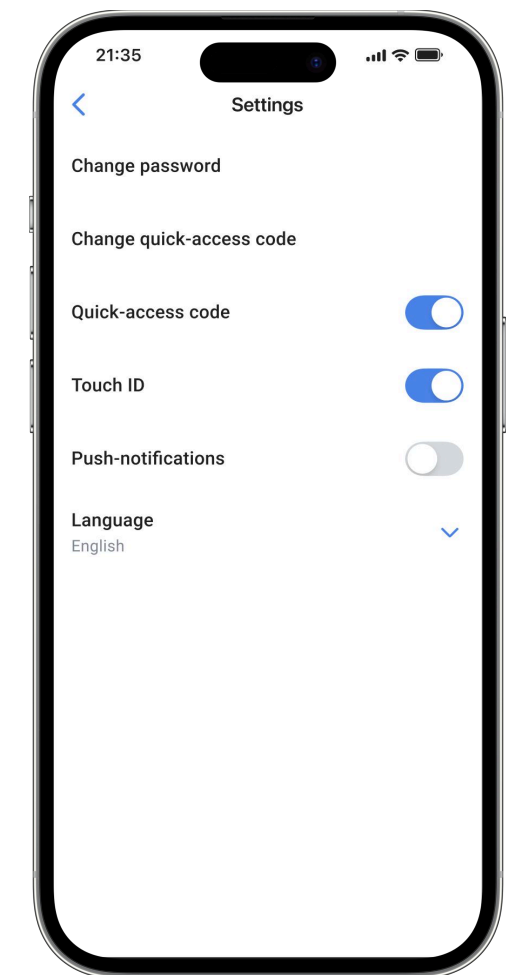 21:35
Settings
Change password
Change quick-access code
Quick-access code
Touch ID
Push-notifications
Language
English